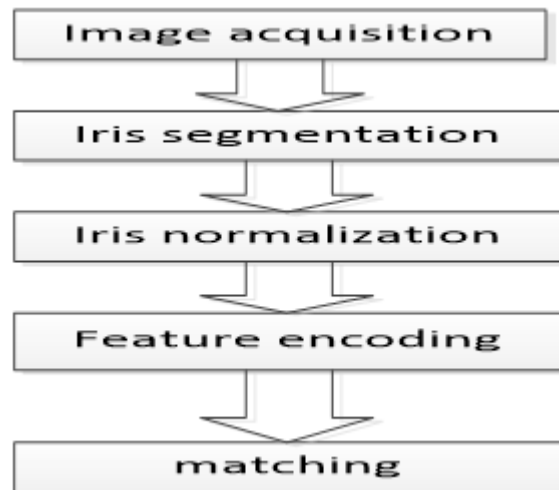 Image acquisition
Iris segmentation
Iris normalization
Feature encoding
matching